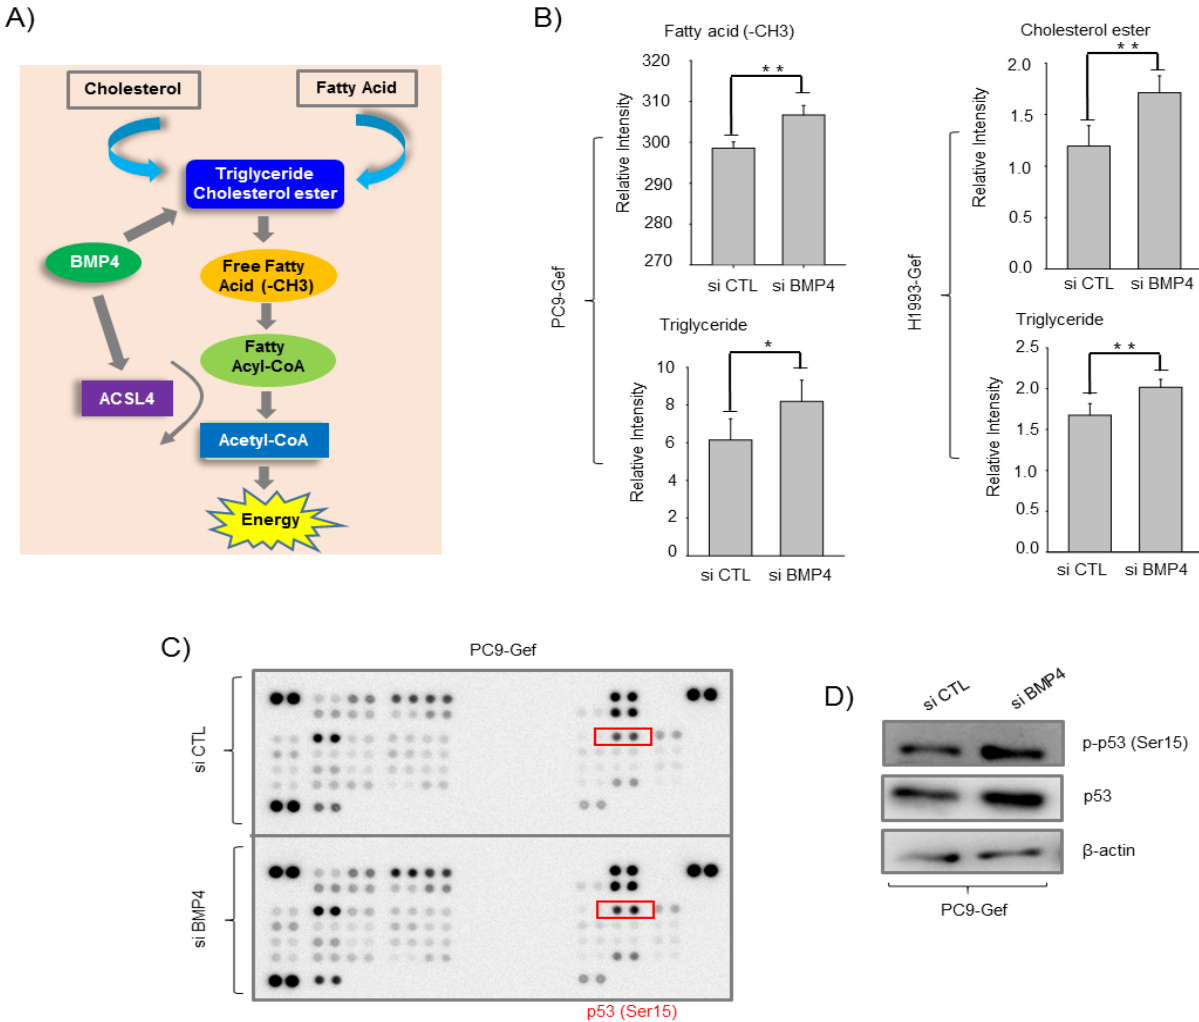 A)
Cholesterol
Fatty Acid
Triglyceride
Cholesterol ester
BMP4
Free Fatty
Acid (-CH3)
Fatty
Acyl-CoA
ACSL4
Acetyl-CoA
Energy
B)
PC9-Gef
Fatty acid (-CH3)
Relative Intensity
320
310
300
290
280
270
* *
si CTL
si BMP4
Triglyceride
Relative Intensity
10
8
6
4
2
0
*
si CTL
si BMP4
H1993-Gef
Cholesterol ester
Relative Intensity
2.0
1.5
1.0
0.5
0.0
* *
si CTL
si BMP4
Triglyceride
Relative Intensity
2.5
2.0
1.5
1.0
0.5
0.0
* *
si CTL
si BMP4
C)
PC9-Gef
si CTL
si BMP4
p53 (Ser15)
D)
si CTL
si BMP4
p-p53 (Ser15)
p53
β-actin
PC9-Gef